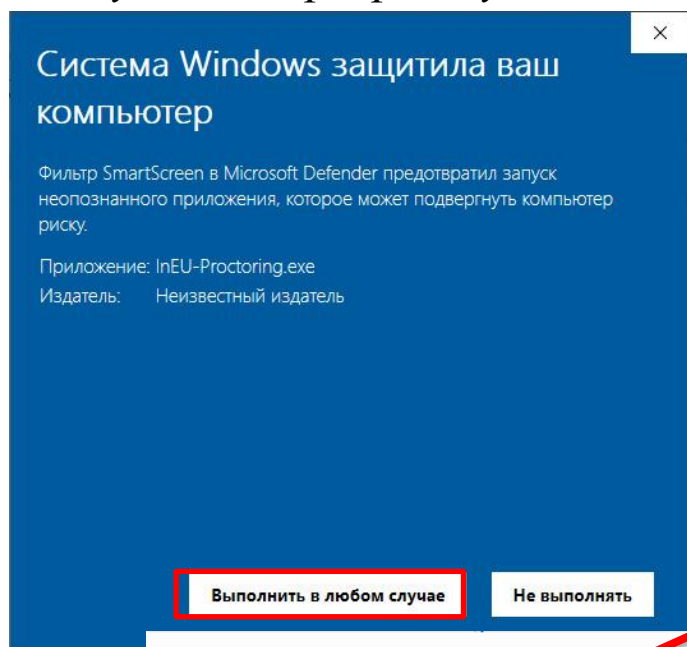 Система Windows защитила ваш
компьютер
Фильтр SmartScreen в Microsoft Defender предотвратил запуск
неопознанного приложения, которое может подвергнуть компьютер
риску.
Приложение: InEU-Proctoring.exe
Издатель: Неизвестный издатель
Выполнить в любом случае Не выполнять